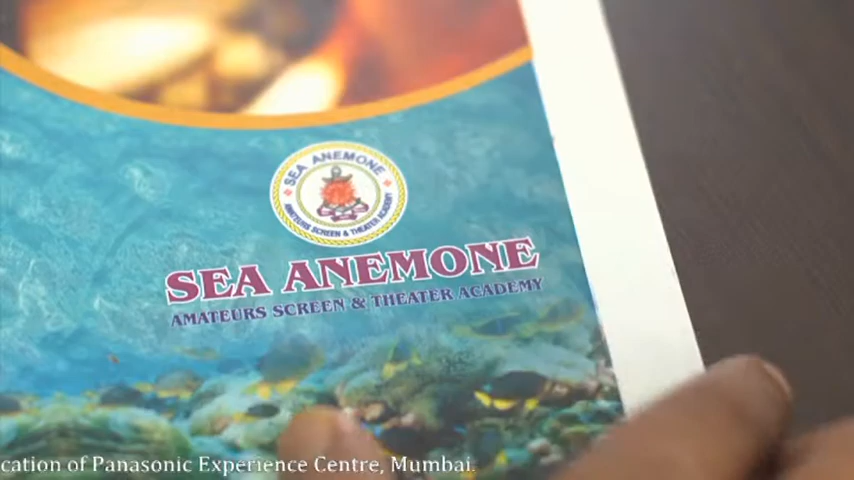 SEA ANEMONE
AMATEURS SCREEN & THEATER ACADEMY
SEA ANEMONE
AMATEURS SCREEN & THEATER ACADEMY
cation of Panasonic Experience Centre, Mumbai.